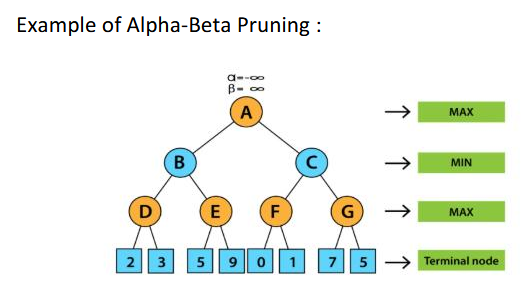 Example of Alpha-Beta Pruning :
α=-∞
β= ∞
A MAX
B C MIN
D E F G MAX
2 3 5 9 0 1 7 5 Terminal node